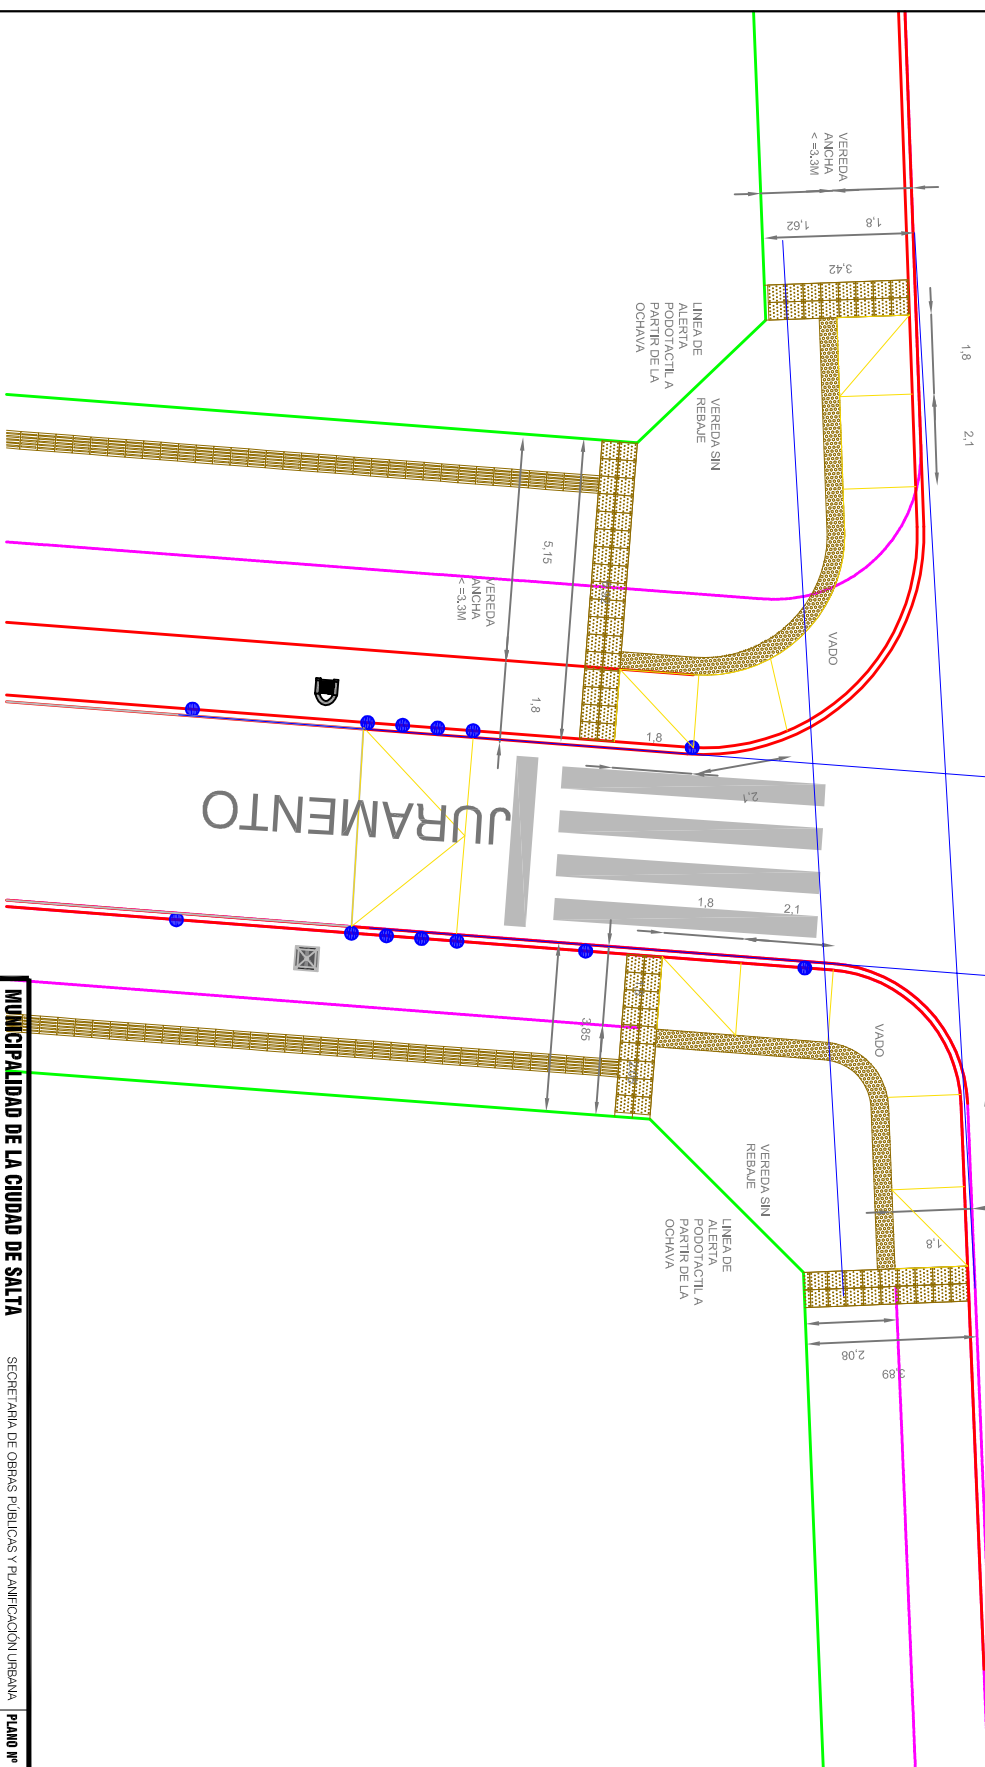 VEREDA
ANCHA
< =3.3M
1,62
1,8
3,42
1,8
2,1
LINEA DE
ALERTA
PODOTACTIL A
PARTIR DE LA
OCHAVA
VEREDA SIN
REBAJE
5,15
VEREDA
ANCHA
< =3.3M
VADO
1,8
1,8
2,1
JURAMENTO
1,8
2,1
3,85
VADO
VEREDA SIN
REBAJE
LINEA DE
ALERTA
PODOTACTIL A
PARTIR DE LA
OCHAVA
1,8
2,08
3,89
MUNICIPALIDAD DE LA CIUDAD DE SALTA
SECRETARIA DE OBRAS PÚBLICAS Y PLANIFICACIÓN URBANA
PLANO Nº